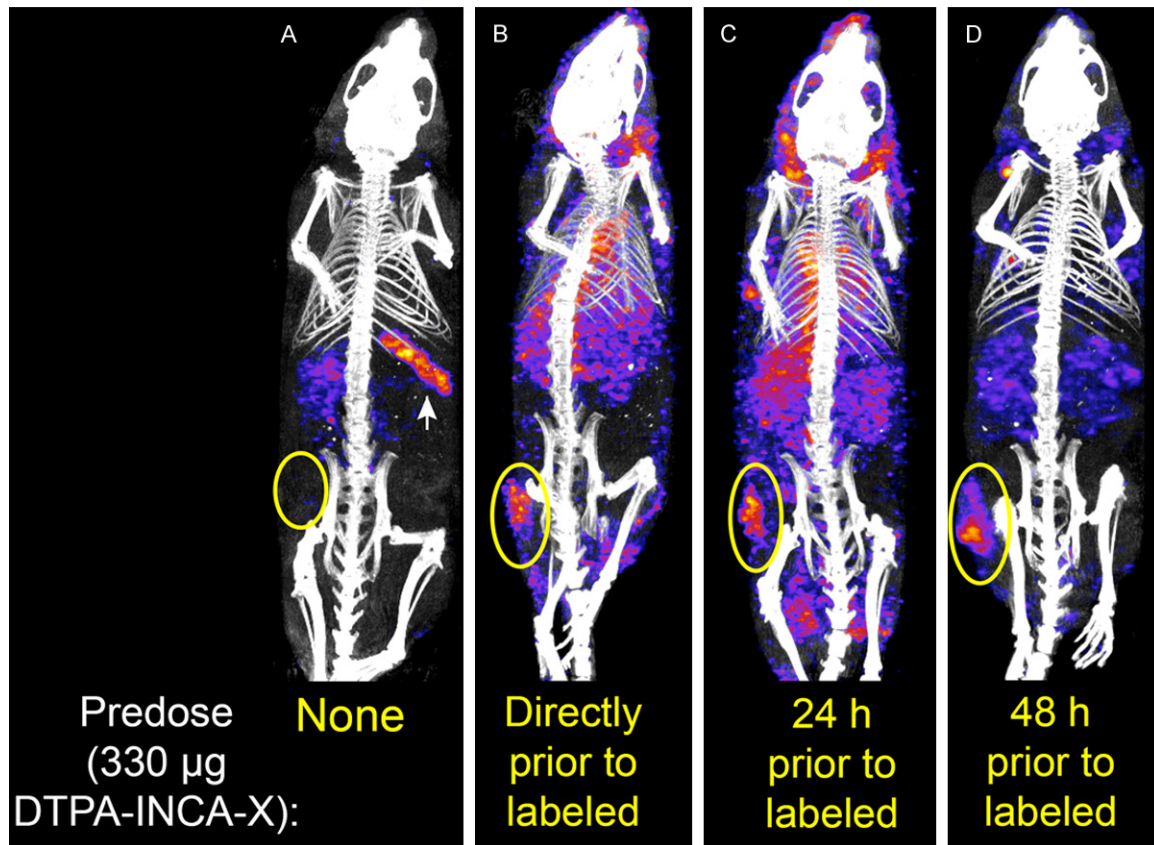 A
B
C
D
Predose
(330 µg
DTPA-INCA-X):
None
Directly
prior to
labeled
24 h
prior to
labeled
48 h
prior to
labeled